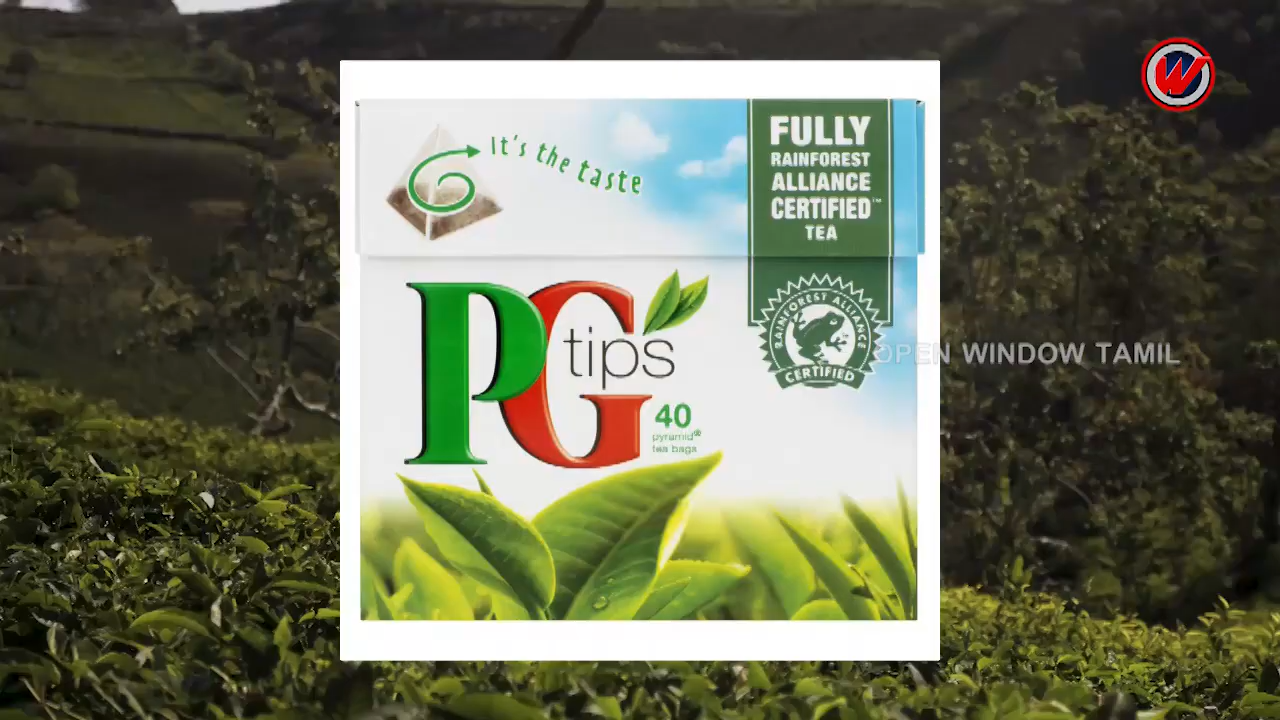 It's the taste
FULLY
RAINFOREST
ALLIANCE
CERTIFIED™
TEA
PG
tips
RAINFOREST ALLIANCE
CERTIFIED
40
pyramid®
tea bags
OPEN WINDOW TAMIL
W